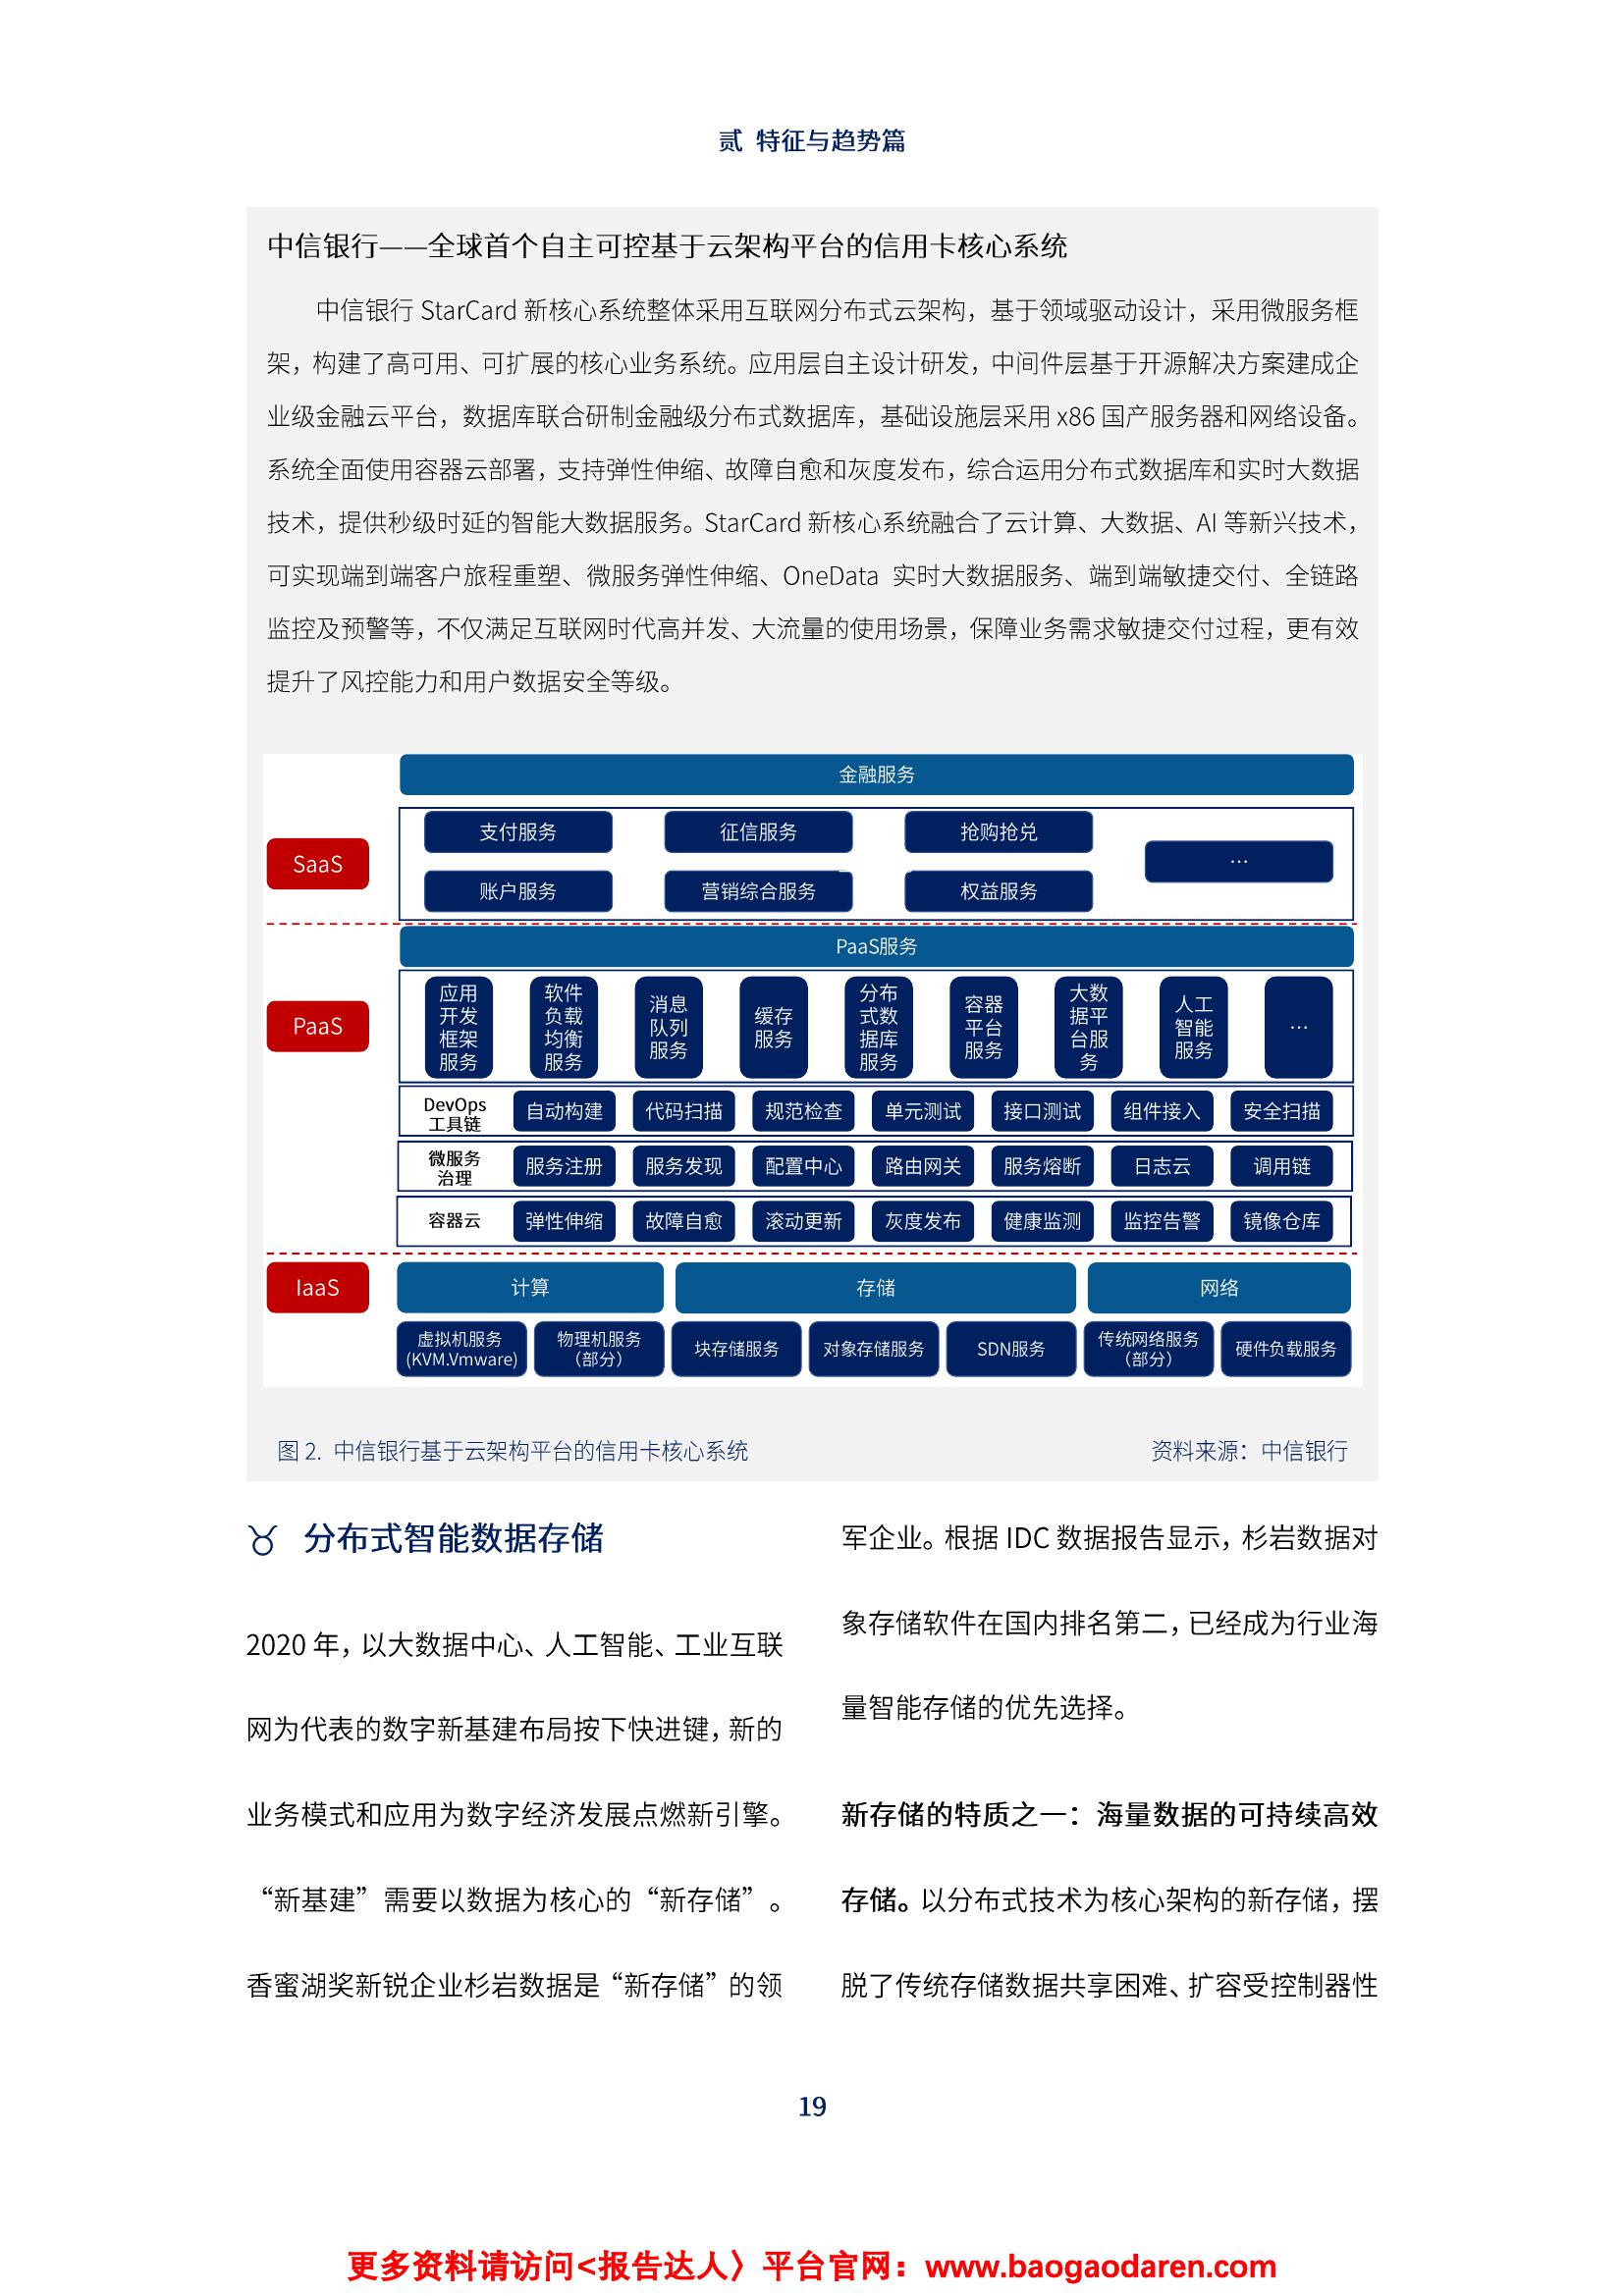 贰 特征与趋势篇
中信银行——全球首个自主可控基于云架构平台的信用卡核心系统
中信银行 StarCard 新核心系统整体采用互联网分布式云架构，基于领域驱动设计，采用微服务框
架，构建了高可用、可扩展的核心业务系统。应用层自主设计研发，中间件层基于开源解决方案建成企
业级金融云平台，数据库联合研制金融级分布式数据库，基础设施层采用 x86 国产服务器和网络设备。
系统全面使用容器云部署，支持弹性伸缩、故障自愈和灰度发布，综合运用分布式数据库和实时大数据
技术，提供秒级时延的智能大数据服务。StarCard 新核心系统融合了云计算、大数据、AI 等新兴技术，
可实现端到端客户旅程重塑、微服务弹性伸缩、OneData 实时大数据服务、端到端敏捷交付、全链路
监控及预警等，不仅满足互联网时代高并发、大流量的使用场景，保障业务需求敏捷交付过程，更有效
提升了风控能力和用户数据安全等级。
金融服务
SaaS
支付服务 征信服务 抢购抢兑
…
账户服务 营销综合服务 权益服务
PaaS服务
PaaS
应用
开发
框架
服务
软件
负载
均衡
服务
消息
队列
服务
缓存
服务
分布
式数
据库
服务
容器
平台
服务
大数
据平
台服
务
人工
智能
服务
…
DevOps
工具链
自动构建 代码扫描 规范检查 单元测试 接口测试 组件接入 安全扫描
微服务
治理
服务注册 服务发现 配置中心 路由网关 服务熔断 日志云 调用链
容器云 弹性伸缩 故障自愈 滚动更新 灰度发布 健康监测 监控告警 镜像仓库
IaaS 计算 存储 网络
虚拟机服务
(KVM.Vmware)
物理机服务
（部分）
块存储服务
对象存储服务
SDN服务
传统网络服务
（部分）
硬件负载服务
图 2. 中信银行基于云架构平台的信用卡核心系统 资料来源：中信银行
♉ 分布式智能数据存储
2020 年，以大数据中心、人工智能、工业互联
网为代表的数字新基建布局按下快进键，新的
业务模式和应用为数字经济发展点燃新引擎。
“新基建”需要以数据为核心的“新存储”。
香蜜湖奖新锐企业杉岩数据是“新存储”的领
军企业。根据 IDC 数据报告显示，杉岩数据对
象存储软件在国内排名第二，已经成为行业海
量智能存储的优先选择。
新存储的特质之一：海量数据的可持续高效
存储。以分布式技术为核心架构的新存储，摆
脱了传统存储数据共享困难、扩容受控制器性
19
更多资料请访问<报告达人〉平台官网：www.baogaodaren.com